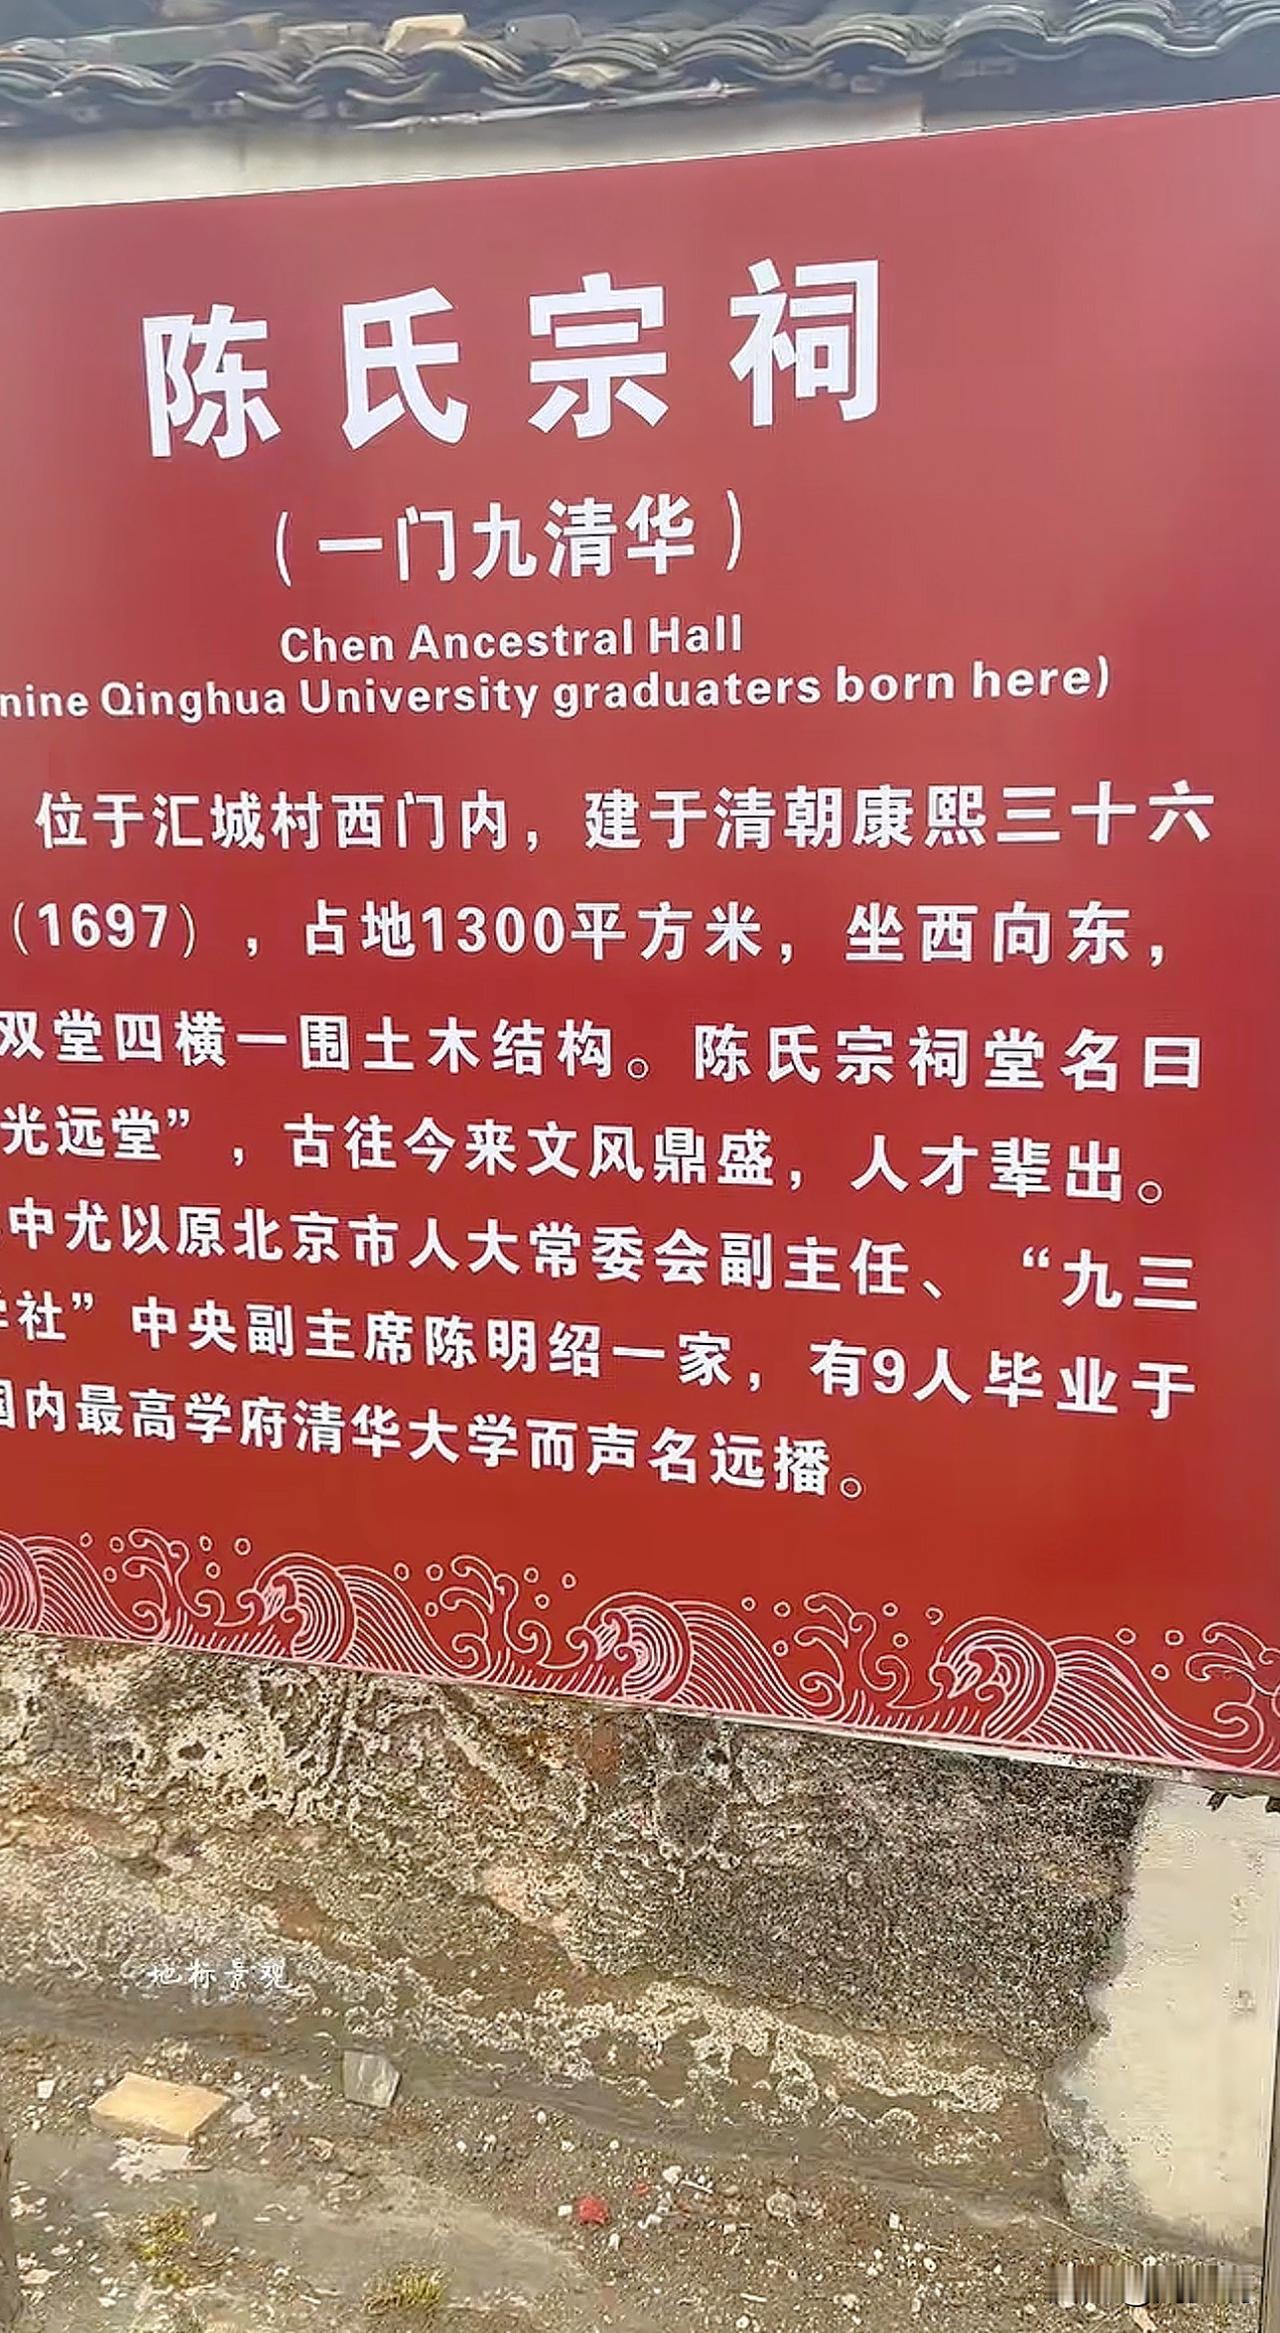 陈氏宗祠
（一门九清华）
Chen Ancestral Hall
nine Qinghua University graduaters born here)
位于汇城村西门内，建于清朝康熙三十六
（1697），占地1300平方米，坐西向东，
双堂四横一围土木结构。陈氏宗祠堂名曰
光远堂”，古往今来文风鼎盛，人才辈出。
中尤以原北京市人大常委会副主任、“九三
学社”中央副主席陈明绍一家，有9人毕业于
国内最高学府清华大学而声名远播。
地标景观